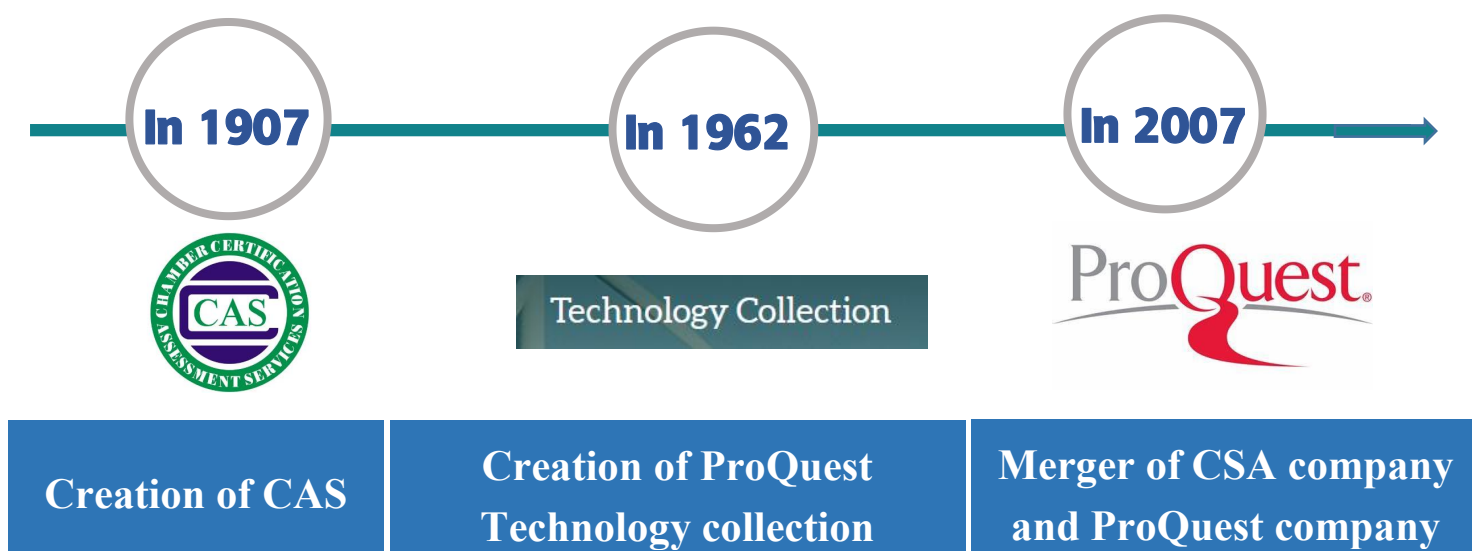 In 1907
In 1962
In 2007
CHAMBER CERTIFICATION
ASSESSMENT SERVICES
CAS
Technology Collection
ProQuest®
Creation of CAS
Creation of ProQuest
Technology collection
Merger of CSA company
and ProQuest company